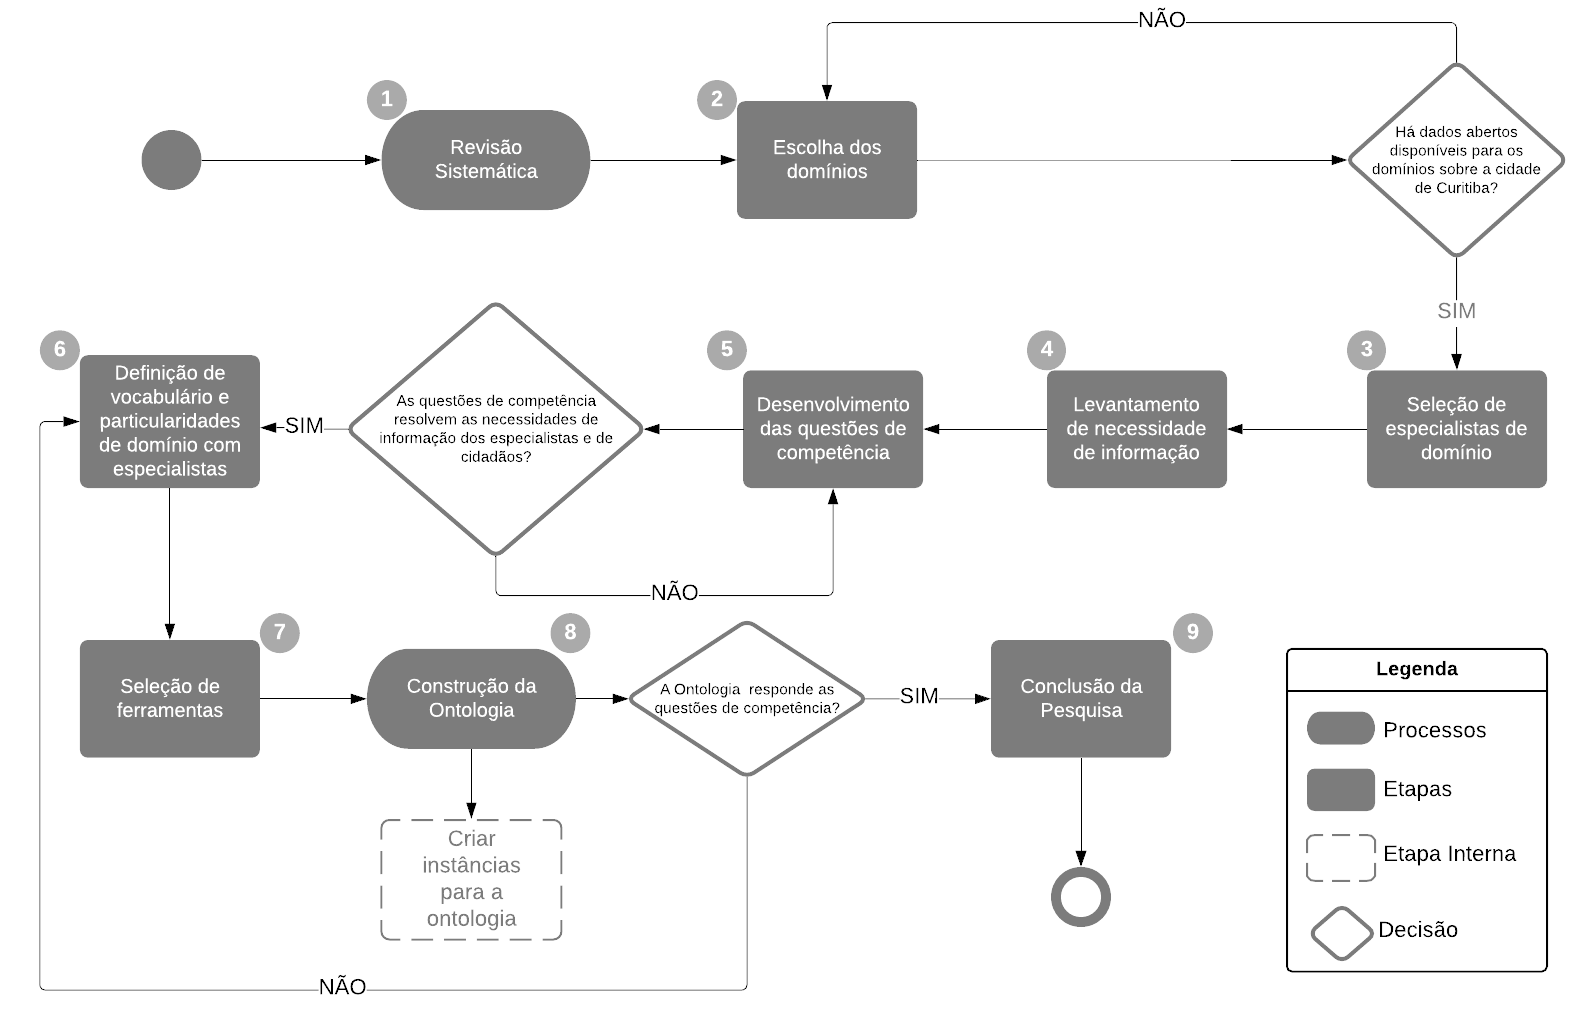 NÃO
1
Revisão
Sistemática
2
Escolha dos
domínios
Há dados abertos
disponíveis para os
domínios sobre a cidade
de Curitiba?
SIM
3
Seleção de
especialistas de
domínio
4
Levantamento
de necessidade
de informação
5
Desenvolvimento
das questões de
competência
As questões de competência
resolvem as necessidades de
informação dos especialistas e de
cidadãos?
NÃO
SIM
6
Definição de
vocabulário e
particularidades
de domínio com
especialistas
7
Seleção de
ferramentas
8
Construção da
Ontologia
Criar
instâncias
para a
ontologia
A Ontologia  responde as
questões de competência?
NÃO
SIM
9
Conclusão da
Pesquisa
Legenda
Processos
Etapas
Etapa Interna
Decisão